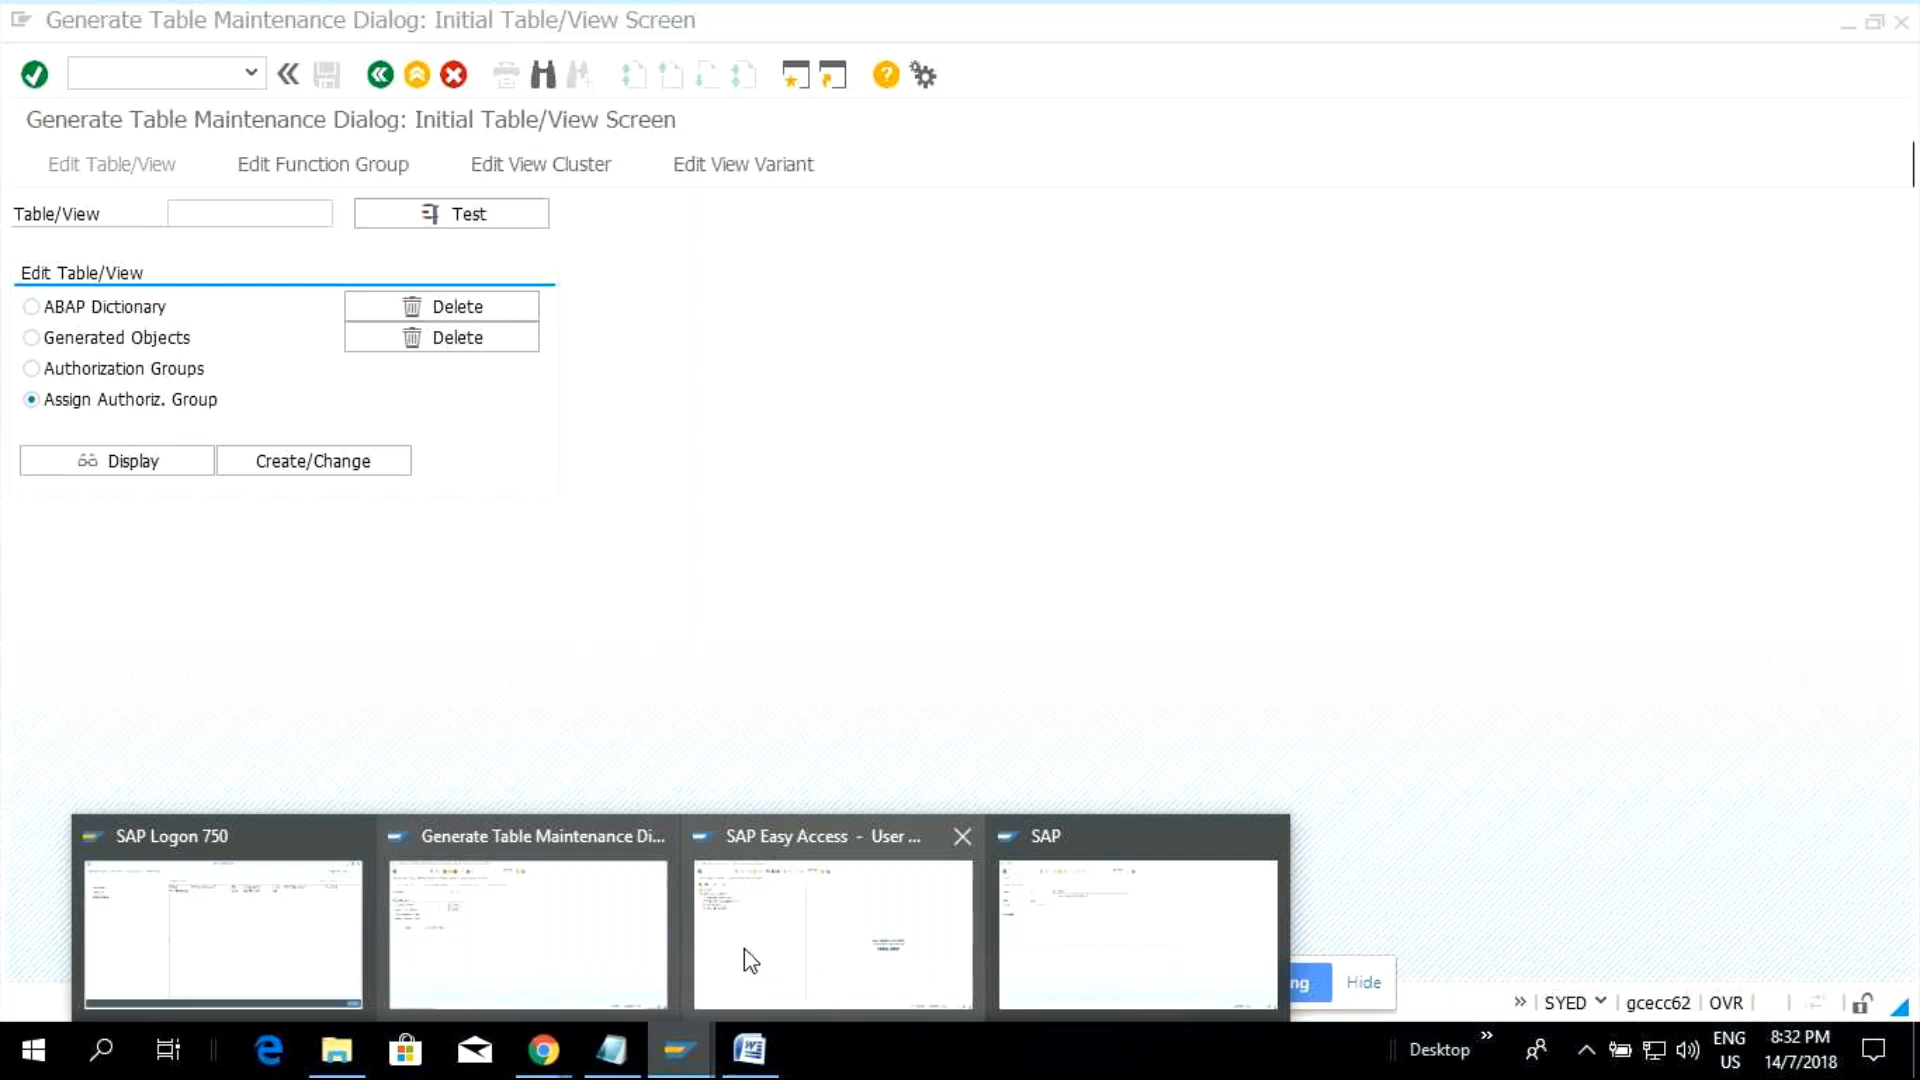 Generate Table Maintenance Dialog: Initial Table/View Screen
Generate Table Maintenance Dialog: Initial Table/View Screen
Edit Table/View Edit Function Group Edit View Cluster Edit View Variant
Table/View Test
Edit Table/View
ABAP Dictionary Delete
Generated Objects Delete
Authorization Groups
Assign Authoriz. Group
Display Create/Change
SAP Logon 750 Generate Table Maintenance Di... SAP Easy Access - User ... SAP
ng Hide
SYED gcecc62 OVR
Desktop ENG US 8:32 PM 14/7/2018